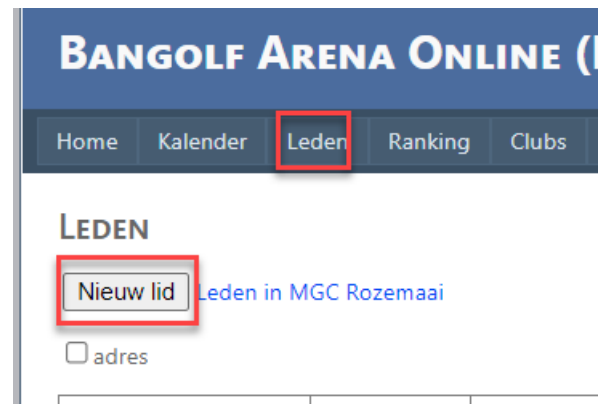 BANGOLF ARENA ONLINE (
Home Kalender Leden Ranking Clubs
LEDEN
Nieuw lid Leden in MGC Rozemaai
adres